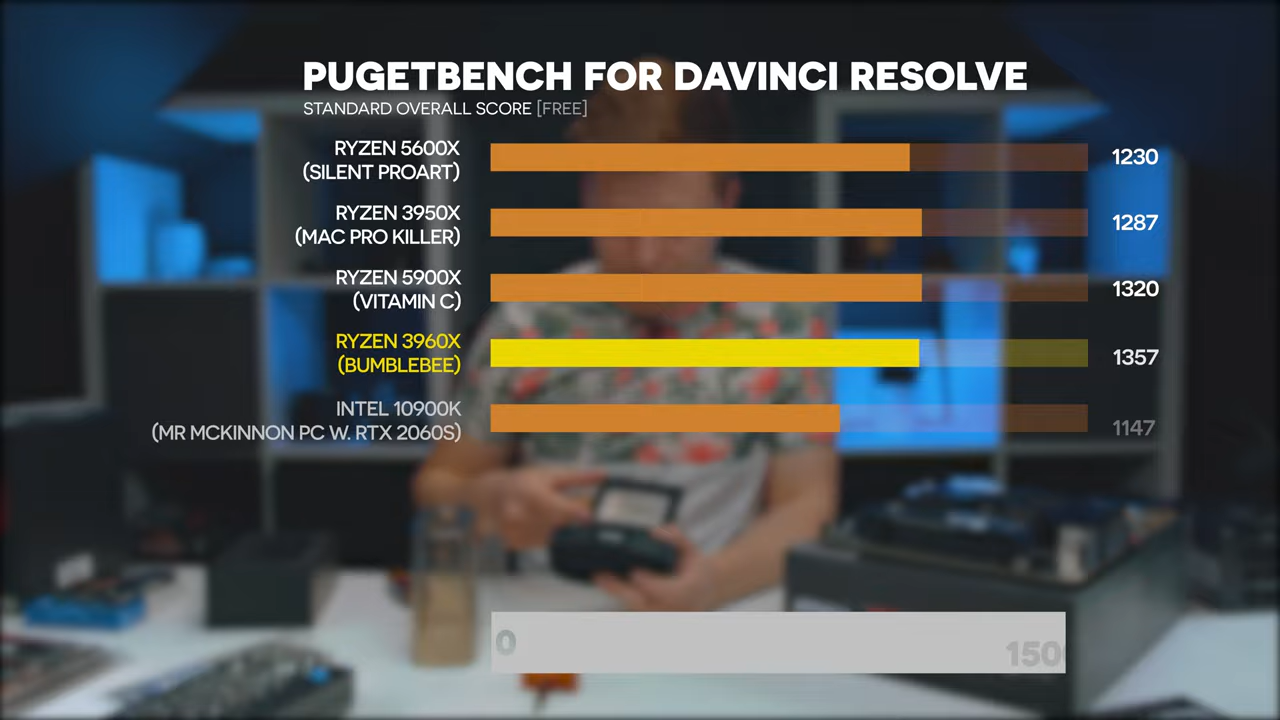 PUGETBENCH FOR DAVINCI RESOLVE
STANDARD OVERALL SCORE [FREE]
RYZEN 5600X
(SILENT PROART)
1230
RYZEN 3950X
(MAC PRO KILLER)
1287
RYZEN 5900X
(VITAMIN C)
1320
RYZEN 3960X
(BUMBLEBEE)
1357
INTEL 10900K
(MR MCKINNON PC W. RTX 2060S)
1147
0
150